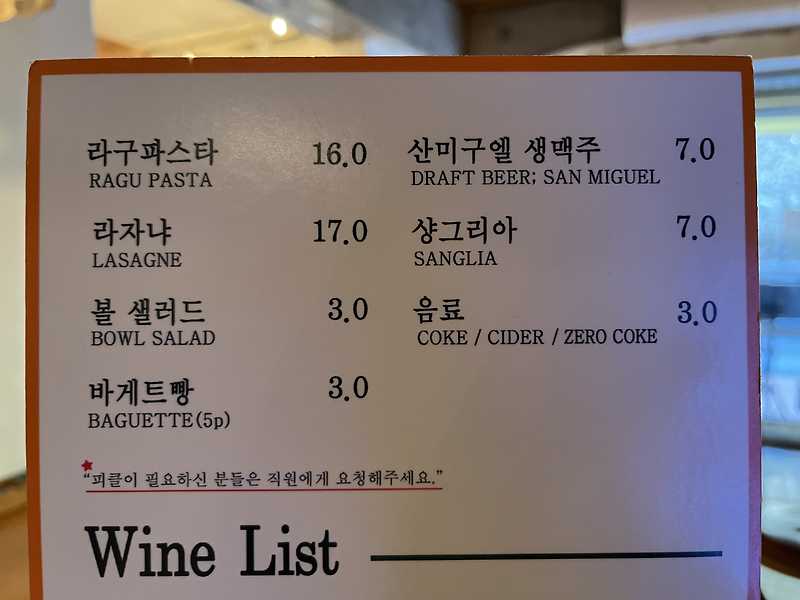 라구파스타 16.0
RAGU PASTA
라자냐 17.0
LASAGNE
볼 샐러드 3.0
BOWL SALAD
바게트빵 3.0
BAGUETTE(5p)
산미구엘 생맥주 7.0
DRAFT BEER; SAN MIGUEL
샹그리아 7.0
SANGLIA
음료 3.0
COKE / CIDER / ZERO COKE
“피클이 필요하신 분들은 직원에게 요청해주세요.”
Wine List